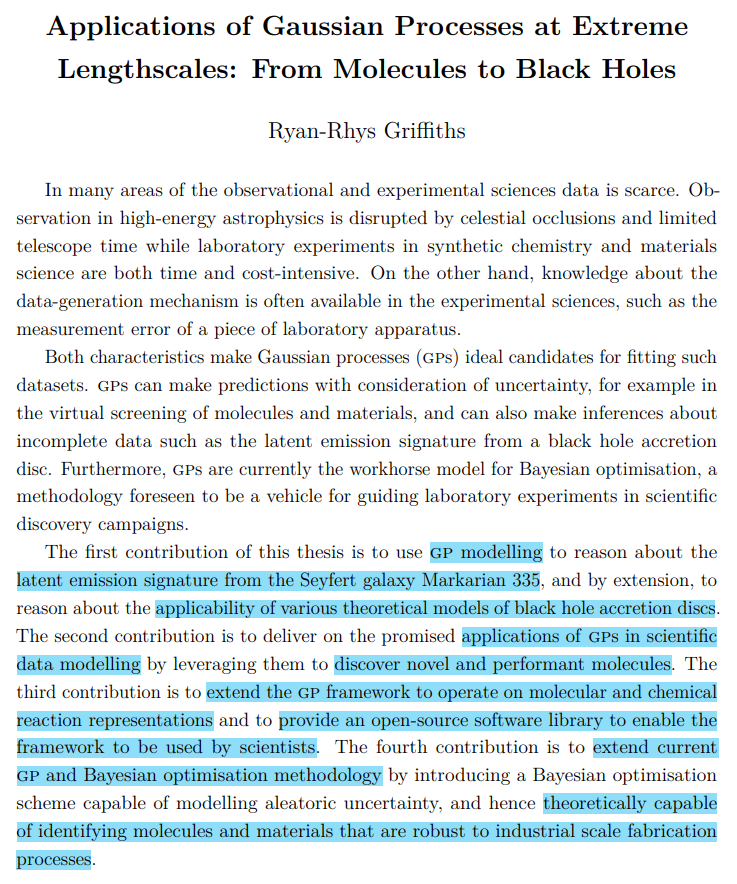 Applications of Gaussian Processes at Extreme
Lengthscales: From Molecules to Black Holes
Ryan-Rhys Griffiths
In many areas of the observational and experimental sciences data is scarce. Ob-
servation in high-energy astrophysics is disrupted by celestial occlusions and limited
telescope time while laboratory experiments in synthetic chemistry and materials
science are both time and cost-intensive. On the other hand, knowledge about the
data-generation mechanism is often available in the experimental sciences, such as the
measurement error of a piece of laboratory apparatus.
Both characteristics make Gaussian processes (GPs) ideal candidates for fitting such
datasets. GPs can make predictions with consideration of uncertainty, for example in
the virtual screening of molecules and materials, and can also make inferences about
incomplete data such as the latent emission signature from a black hole accretion
disc. Furthermore, GPs are currently the workhorse model for Bayesian optimisation, a
methodology foreseen to be a vehicle for guiding laboratory experiments in scientific
discovery campaigns.
The first contribution of this thesis is to use GP modelling to reason about the
latent emission signature from the Seyfert galaxy Markarian 335, and by extension, to
reason about the applicability of various theoretical models of black hole accretion discs.
The second contribution is to deliver on the promised applications of GPs in scientific
data modelling by leveraging them to discover novel and performant molecules. The
third contribution is to extend the GP framework to operate on molecular and chemical
reaction representations and to provide an open-source software library to enable the
framework to be used by scientists. The fourth contribution is to extend current
GP and Bayesian optimisation methodology by introducing a Bayesian optimisation
scheme capable of modelling aleatoric uncertainty, and hence theoretically capable
of identifying molecules and materials that are robust to industrial scale fabrication
processes.